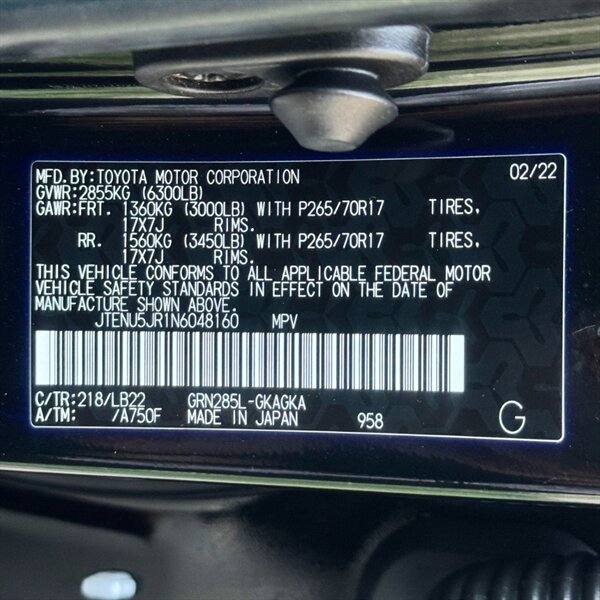 MFD.BY:TOYOTA MOTOR CORPORATION 02/22
GVWR:2855KG (6300LB)
GAWR:FRT. 1360KG (3000LB) WITH P265/70R17 TIRES,
17X7J RIMS.
RR. 1560KG (3450LB) WITH P265/70R17 TIRES,
17X7J RIMS.
THIS VEHICLE CONFORMS TO ALL APPLICABLE FEDERAL MOTOR
VEHICLE SAFETY STANDARDS IN EFFECT ON THE DATE OF
MANUFACTURE SHOWN ABOVE.
JTENU5JR1N6048160 MPV
C/TR:218/LB22 GRN285L-GKAGKA
A/TM: /A750F MADE IN JAPAN 958 G